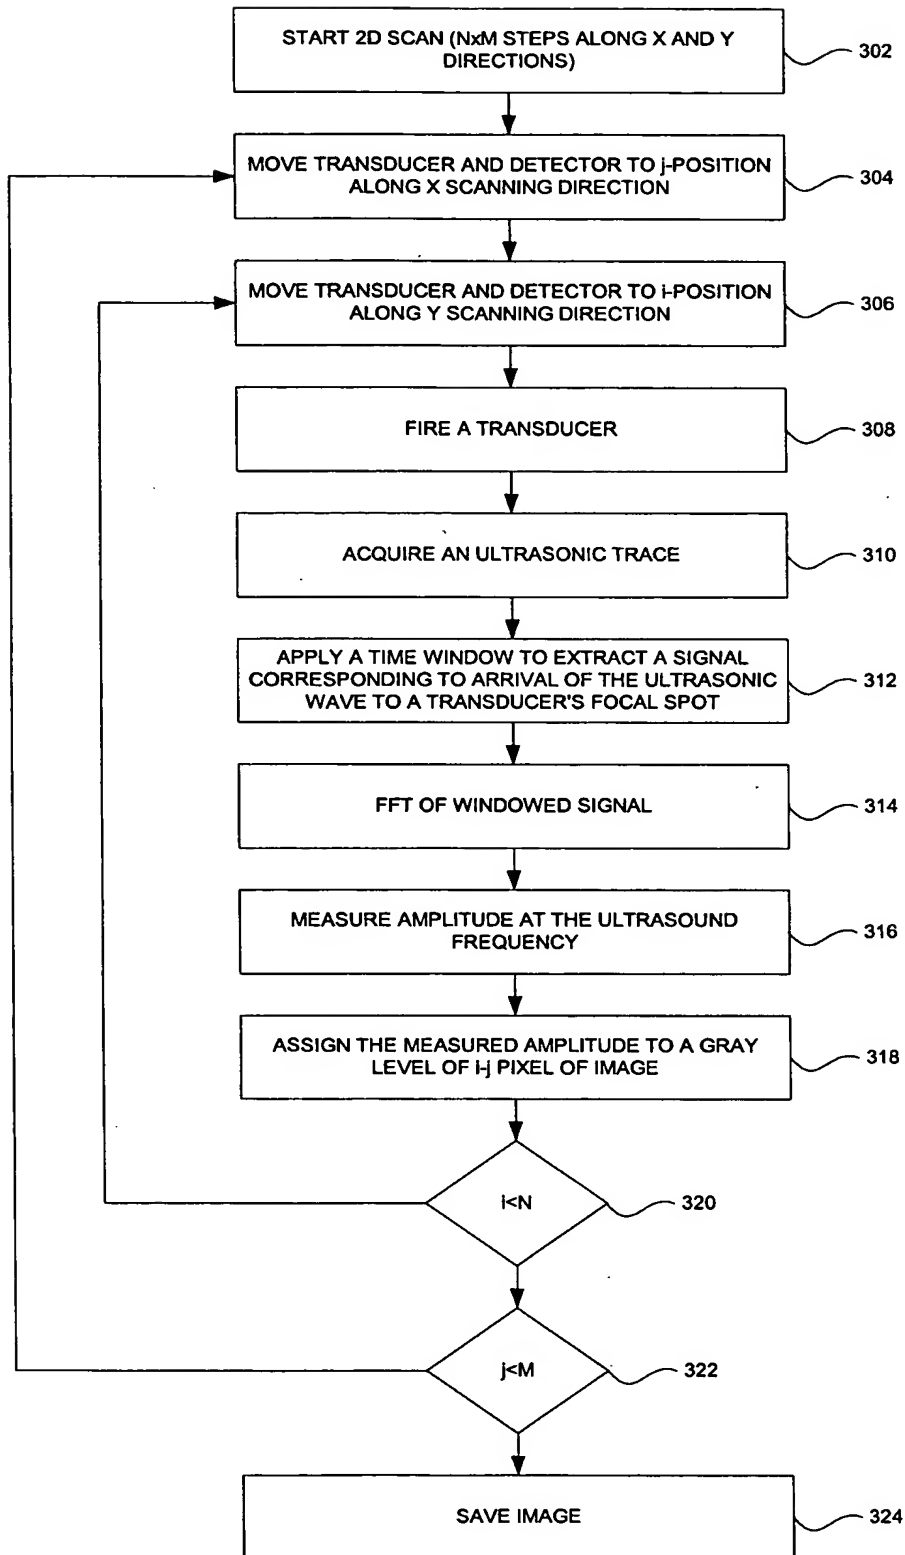 START 2D SCAN (NxM STEPS ALONG X AND Y
DIRECTIONS)
302
MOVE TRANSDUCER AND DETECTOR TO j-POSITION
ALONG X SCANNING DIRECTION
304
MOVE TRANSDUCER AND DETECTOR TO i-POSITION
ALONG Y SCANNING DIRECTION
306
FIRE A TRANSDUCER
308
ACQUIRE AN ULTRASONIC TRACE
310
APPLY A TIME WINDOW TO EXTRACT A SIGNAL
CORRESPONDING TO ARRIVAL OF THE ULTRASONIC
WAVE TO A TRANSDUCER'S FOCAL SPOT
312
FFT OF WINDOWED SIGNAL
314
MEASURE AMPLITUDE AT THE ULTRASOUND
FREQUENCY
316
ASSIGN THE MEASURED AMPLITUDE TO A GRAY
LEVEL OF i-j PIXEL OF IMAGE
318
i<N
320
j<M
322
SAVE IMAGE
324